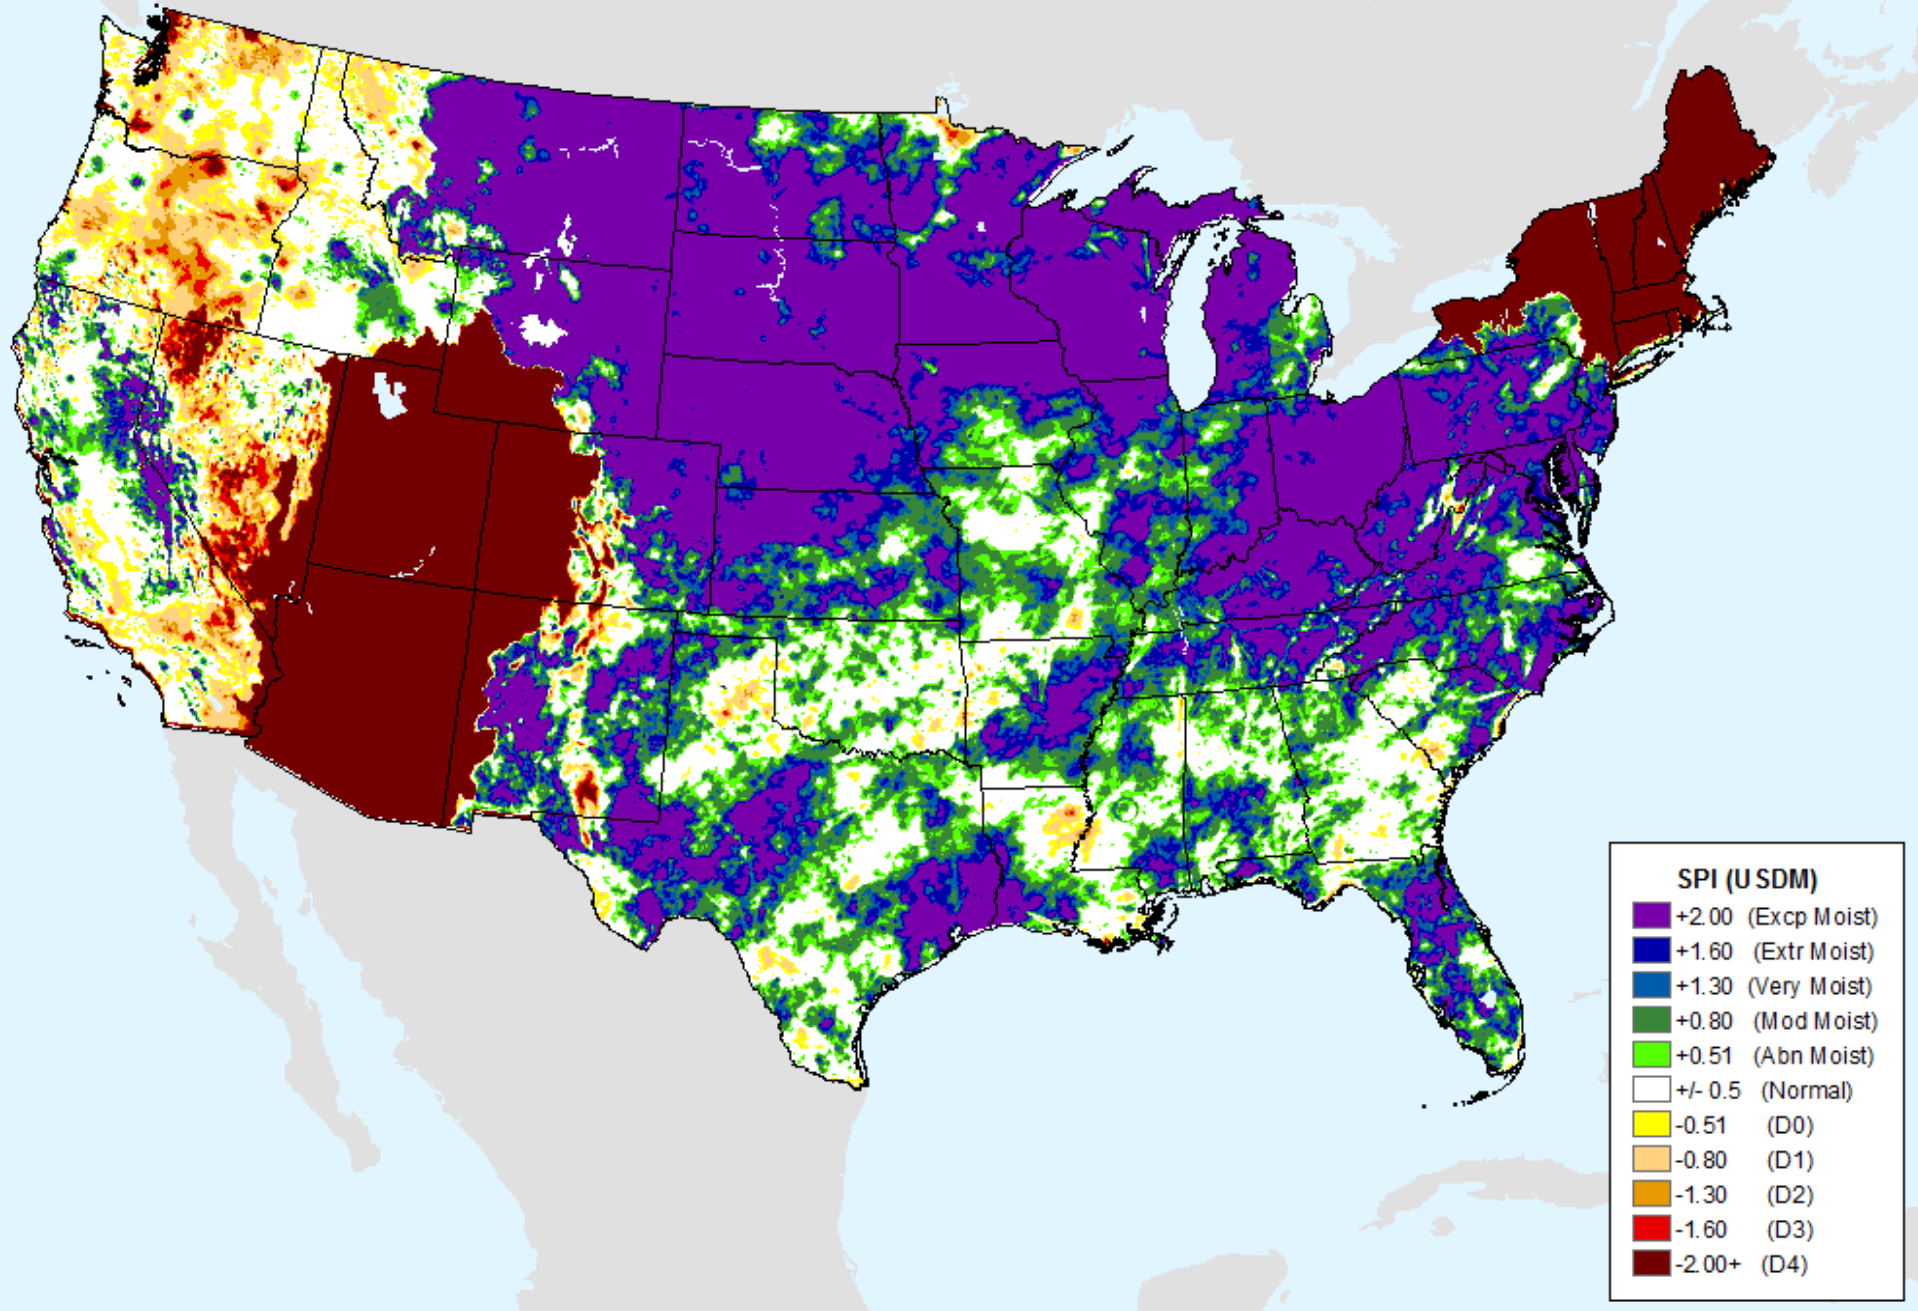 SPI (USDM)
+2.00 (Excp Moist)
+1.60 (Extr Moist)
+1.30 (Very Moist)
+0.80 (Mod Moist)
+0.51 (Abn Moist)
+/- 0.5 (Normal)
-0.51 (D0)
-0.80 (D1)
-1.30 (D2)
-1.60 (D3)
-2.00+ (D4)